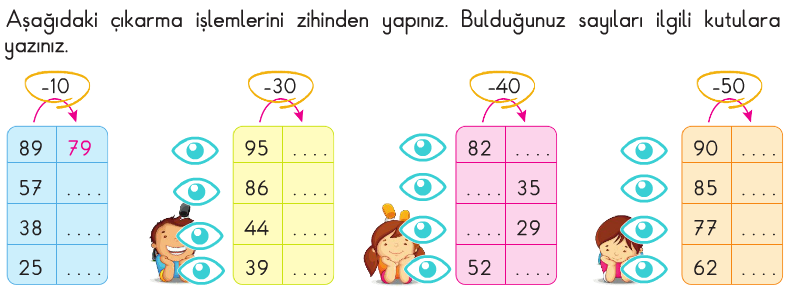 Aşağıdaki çıkarma işlemlerini zihinden yapınız. Bulduğunuz sayıları ilgili kutulara
yazınız.
-10 -30 -40 -50
89 79 95 .... 82 .... 90 ....
57 .... 86 .... .... 35 85 ....
38 .... 44 .... .... 29 77 ....
25 .... 39 .... 52 .... 62 ....